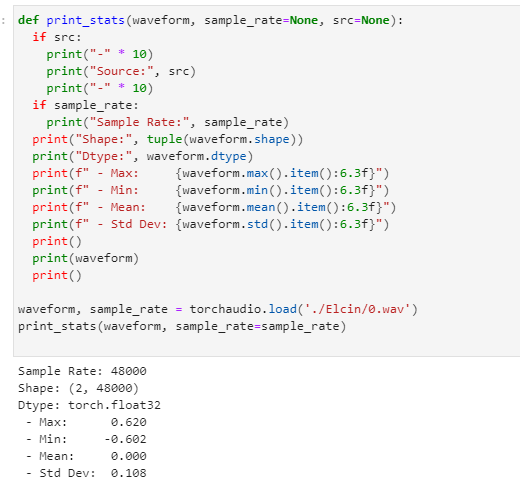 :
def print_stats(waveform, sample_rate=None, src=None):
  if src:
    print("-" * 10)
    print("Source:", src)
    print("-" * 10)
  if sample_rate:
    print("Sample Rate:", sample_rate)
  print("Shape:", tuple(waveform.shape))
  print("Dtype:", waveform.dtype)
  print(f" - Max:     {waveform.max().item():6.3f}")
  print(f" - Min:     {waveform.min().item():6.3f}")
  print(f" - Mean:    {waveform.mean().item():6.3f}")
  print(f" - Std Dev: {waveform.std().item():6.3f}")
  print()
  print(waveform)
  print()

waveform, sample_rate = torchaudio.load('./Elcin/0.wav')
print_stats(waveform, sample_rate=sample_rate)

Sample Rate: 48000
Shape: (2, 48000)
Dtype: torch.float32
 - Max:      0.620
 - Min:     -0.602
 - Mean:     0.000
 - Std Dev:  0.108